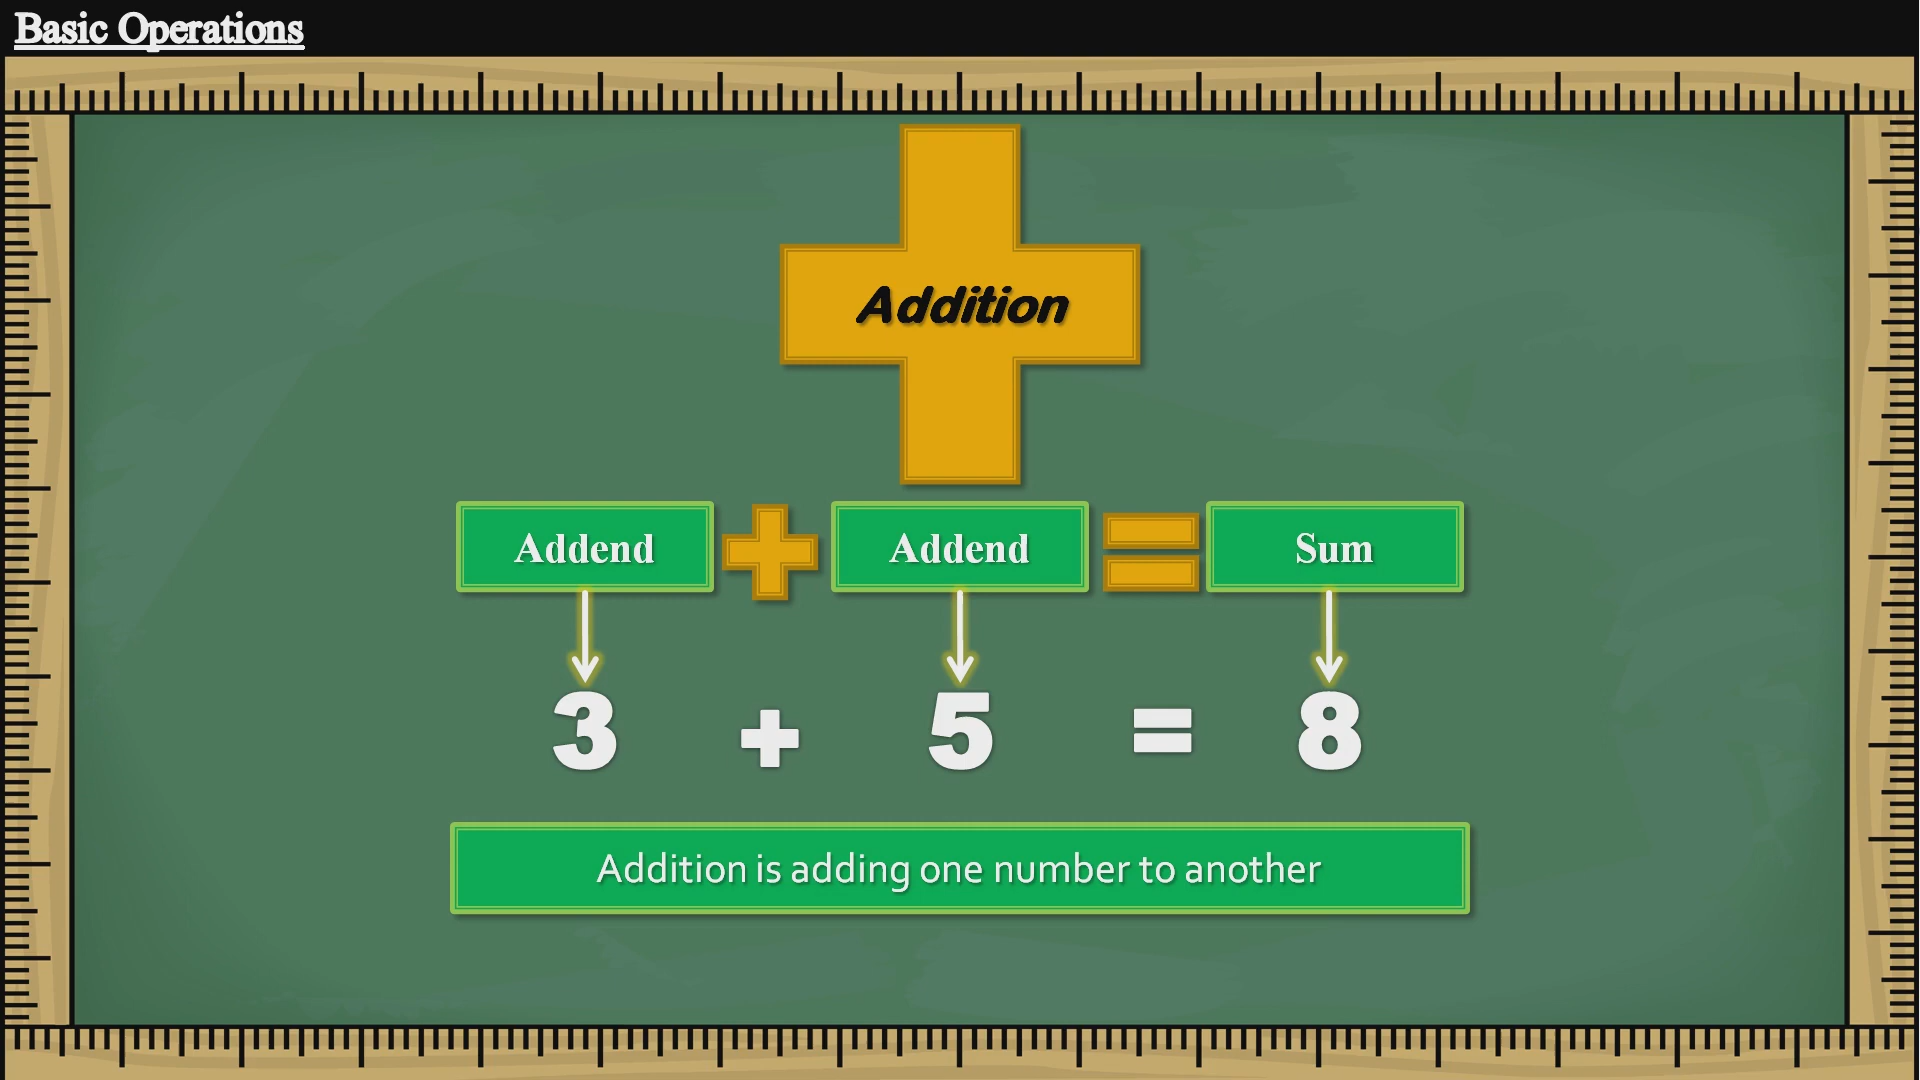 Basic Operations
Addition
Addend + Addend = Sum
3 + 5 = 8
Addition is adding one number to another